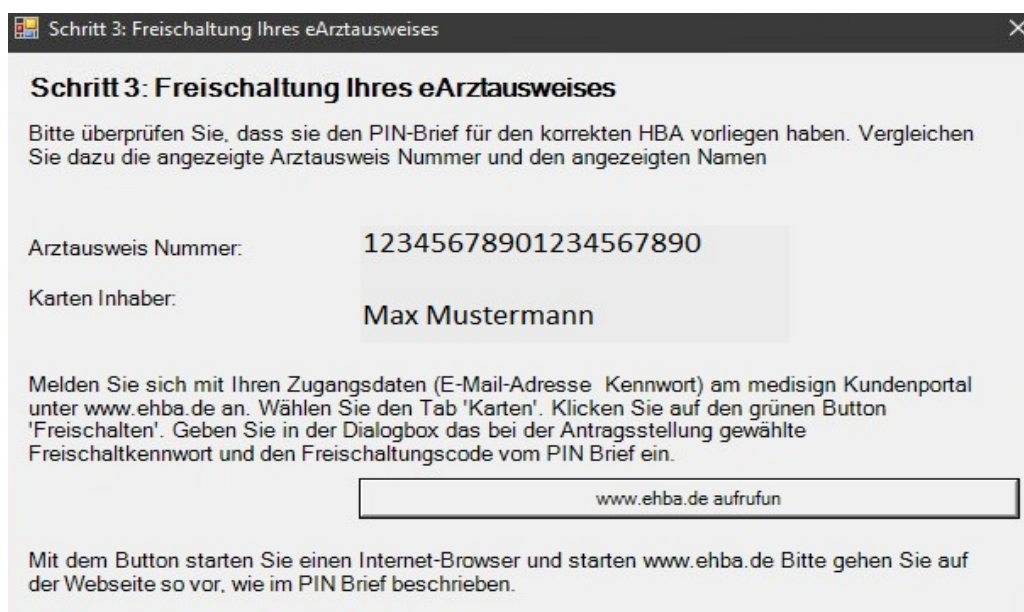 Schritt 3: Freischaltung Ihres eArztausweises
Schritt 3: Freischaltung Ihres eArztausweises
Bitte überprüfen Sie, dass sie den PIN-Brief für den korrekten HBA vorliegen haben. Vergleichen
Sie dazu die angezeigte Arztausweis Nummer und den angezeigten Namen
Arztausweis Nummer: 12345678901234567890
Karten Inhaber:
Max Mustermann
Melden Sie sich mit Ihren Zugangsdaten (E-Mail-Adresse Kennwort) am medisign Kundenportal
unter www.ehba.de an. Wählen Sie den Tab 'Karten'. Klicken Sie auf den grünen Button
'Freischalten'. Geben Sie in der Dialogbox das bei der Antragsstellung gewählte
Freischaltkennwort und den Freischaltungscode vom PIN Brief ein.
www.ehba.de aufrufun
Mit dem Button starten Sie einen Internet-Browser und starten www.ehba.de Bitte gehen Sie auf
der Webseite so vor, wie im PIN Brief beschrieben.